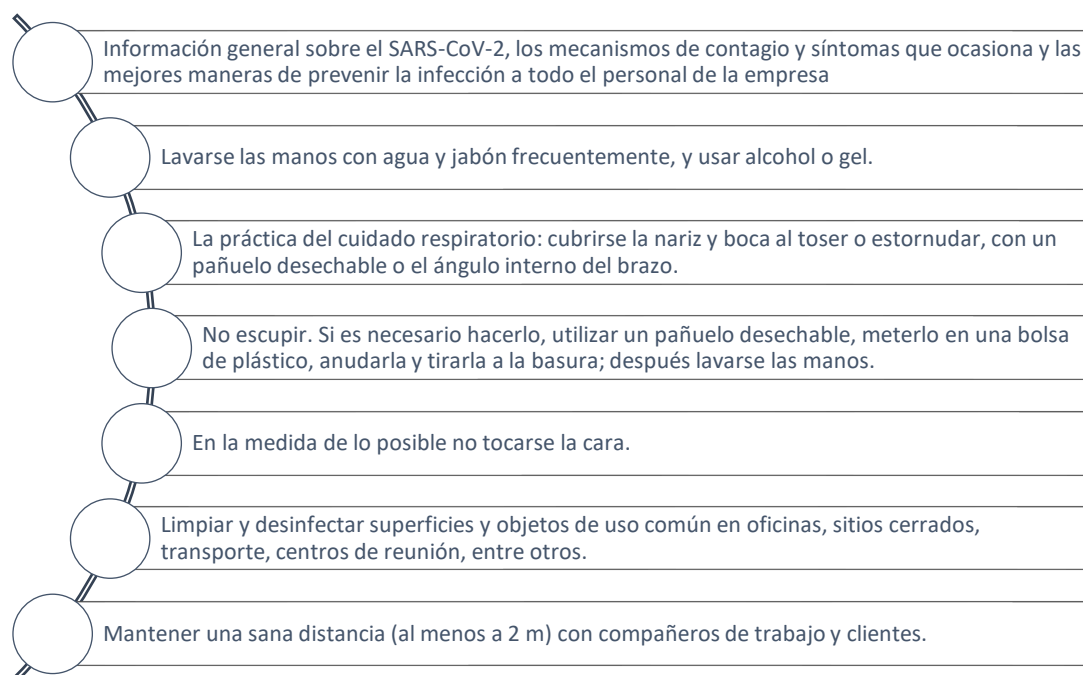 Información general sobre el SARS-CoV-2, los mecanismos de contagio y síntomas que ocasiona y las
mejores maneras de prevenir la infección a todo el personal de la empresa
Lavarse las manos con agua y jabón frecuentemente, y usar alcohol o gel.
La práctica del cuidado respiratorio: cubrirse la nariz y boca al toser o estornudar, con un
pañuelo desechable o el ángulo interno del brazo.
No escupir. Si es necesario hacerlo, utilizar un pañuelo desechable, meterlo en una bolsa
de plástico, anudarla y tirarla a la basura; después lavarse las manos.
En la medida de lo posible no tocarse la cara.
Limpiar y desinfectar superficies y objetos de uso común en oficinas, sitios cerrados,
transporte, centros de reunión, entre otros.
Mantener una sana distancia (al menos a 2 m) con compañeros de trabajo y clientes.